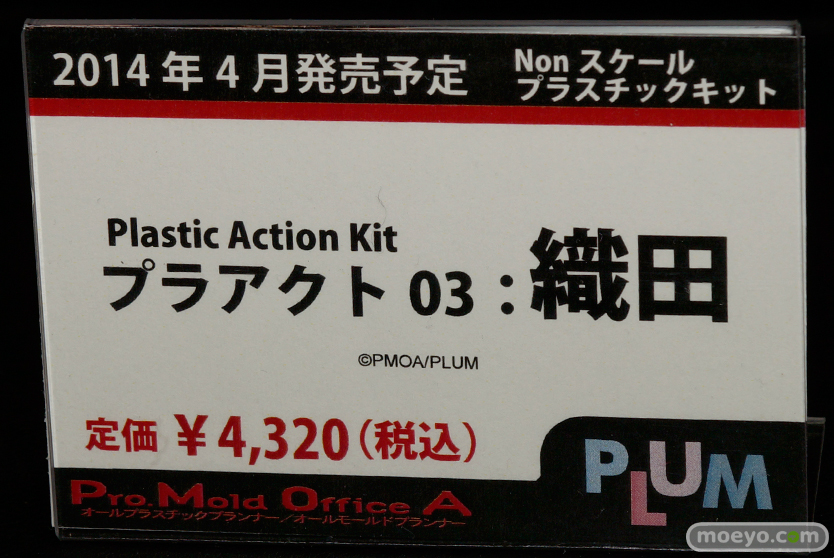 2014年4月発売予定
Non スケール
プラスチックキット
Plastic Action Kit
プラアクト 03：織田
©PMOA/PLUM
定価 ￥4,320(税込)
Pro.Mold Office A
オールプラスチックプランナー／オールモールドプランナー
PLUM
moeyo.com